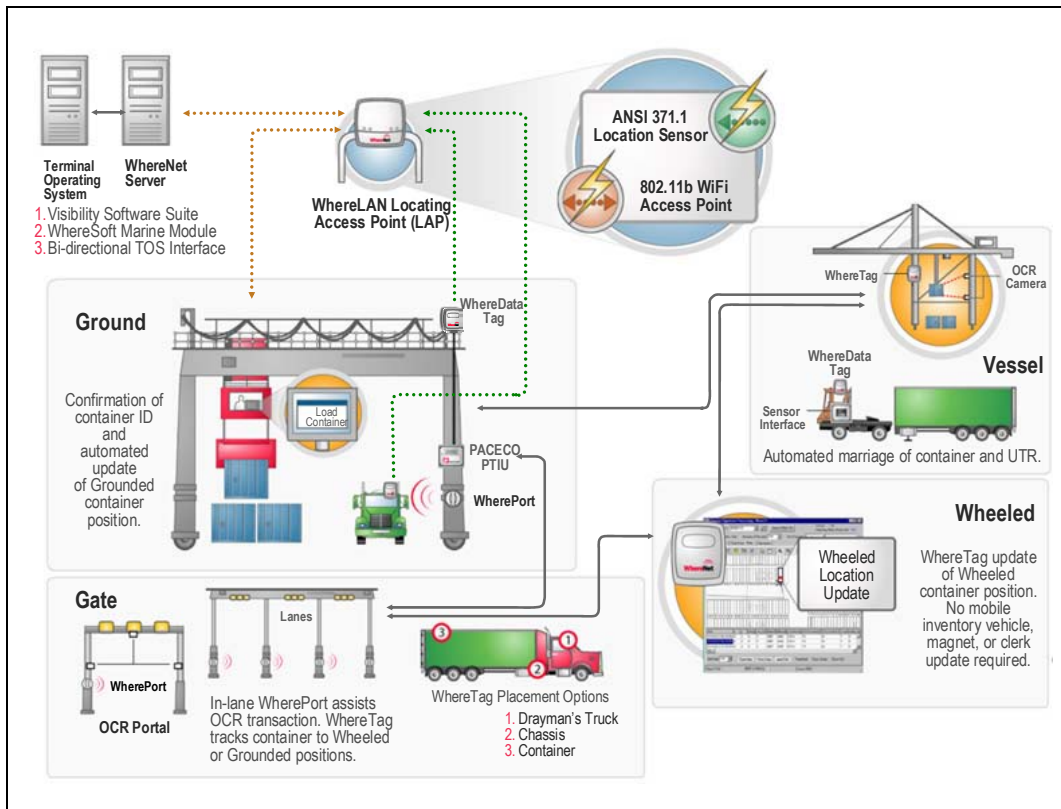 Terminal
Operating
System
WhereNet
Server
1. Visibility Software Suite
2. WhereSoft Marine Module
3. Bi-directional TOS Interface
WhereNet
WhereLAN Locating
Access Point (LAP)
ANSI 371.1
Location Sensor
802.11b WiFi
Access Point
Ground
Confirmation of
container ID
and
automated
update
of Grounded
container
position.
Load
Container
WhereData
Tag
PACECO
PTIU
WherePort
WhereTag
OCR
Camera
Vessel
WhereData
Tag
Sensor
Interface
Automated marriage of container and UTR.
Wheeled
WhereNet
Wheeled
Location
Update
WhereTag update
of Wheeled
container position.
No mobile
inventory vehicle,
magnet, or clerk
update required.
Gate
WherePort
OCR Portal
Lanes
In-lane WherePort assists
OCR transaction. WhereTag
tracks container to Wheeled
or Grounded positions.
3
2
1
WhereTag Placement Options
1. Drayman's Truck
2. Chassis
3. Container